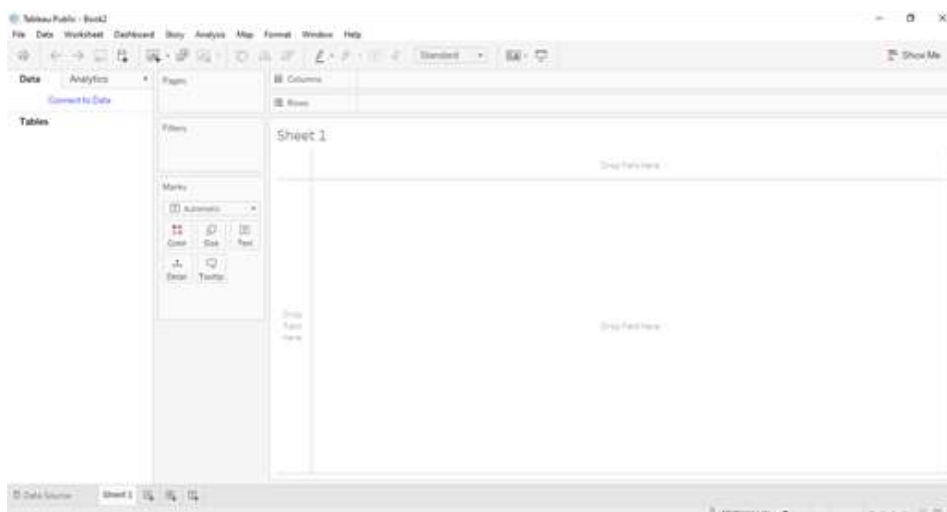 Tableau Public - Book2
File Data Worksheet Dashboard Story Analysis Map Format Window Help
Standard
Show Me
Data Analytics
Pages
Columns
Connect to Data
Rows
Tables
Filters
Sheet 1
Drop field here
Marks
Automatic
Color Size Text
Detail Tooltip
Drop
field
here
Drop field here
Data Source Sheet 1